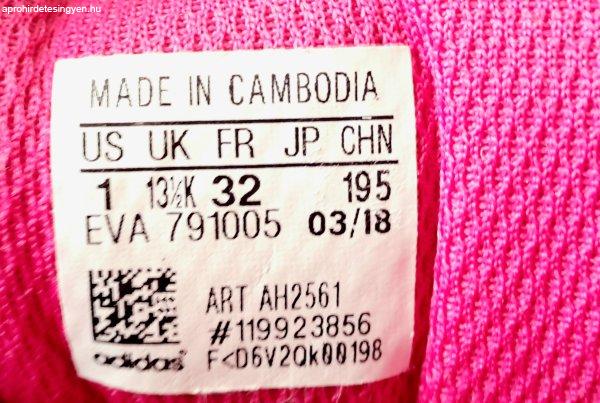 aprohirdetesingyen.hu
MADE IN CAMBODIA
US UK FR JP CHN
1 13½K 32 195
EVA 791005 03/18
ART AH2561
#119923856
adidas F<D6V2Qk00198